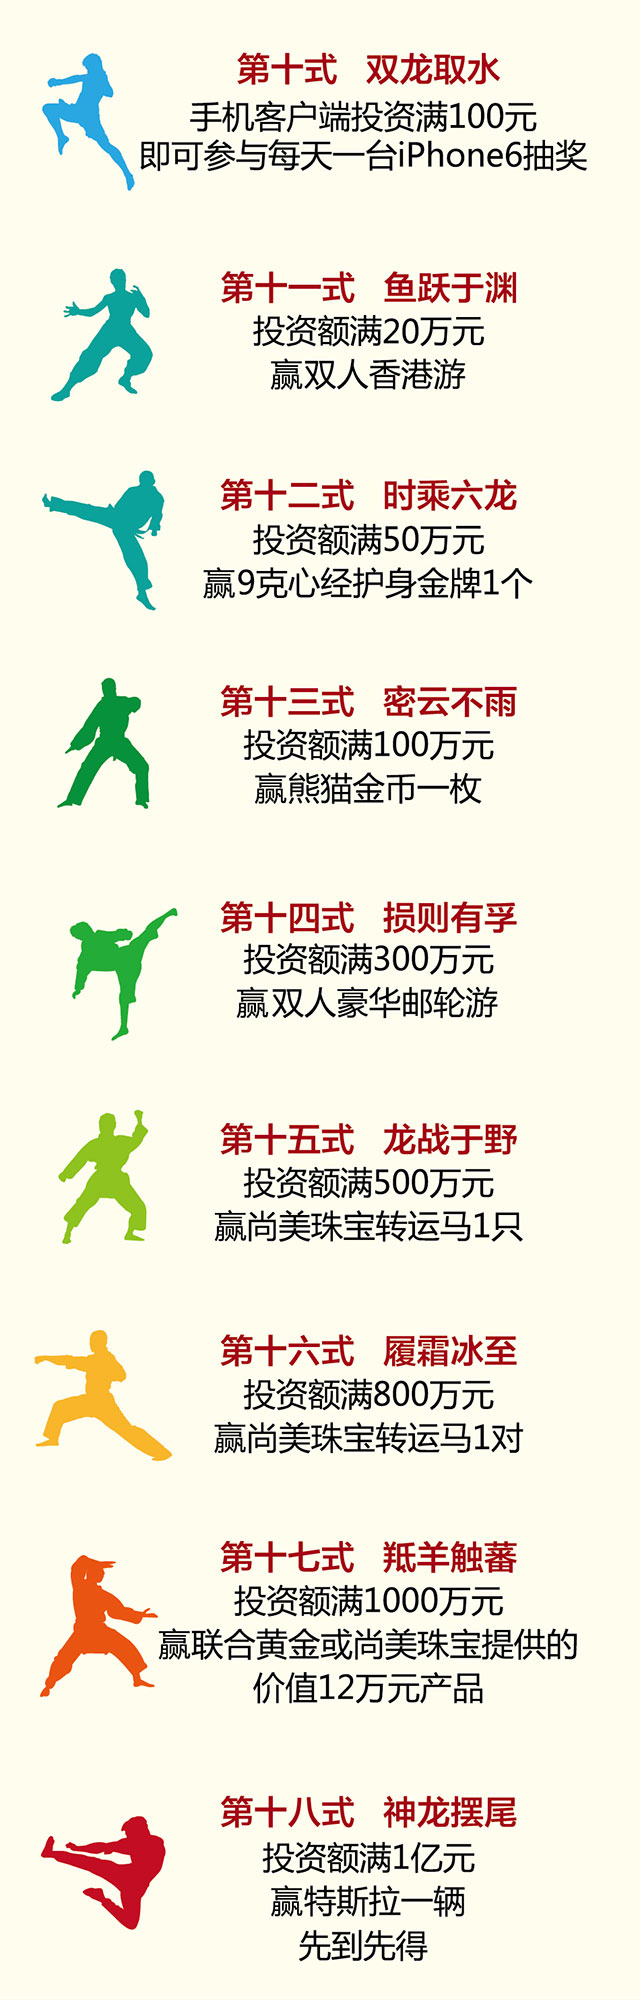 第十式 双龙取水
手机客户端投资满100元
即可参与每天一台iPhone6抽奖
第十一式 鱼跃于渊
投资额满20万元
赢双人香港游
第十二式 时乘六龙
投资额满50万元
赢9克心经护身金牌1个
第十三式 密云不雨
投资额满100万元
赢熊猫金币一枚
第十四式 损则有孚
投资额满300万元
赢双人豪华邮轮游
第十五式 龙战于野
投资额满500万元
赢尚美珠宝转运马1只
第十六式 履霜冰至
投资额满800万元
赢尚美珠宝转运马1对
第十七式 羝羊触蕃
投资额满1000万元
赢联合黄金或尚美珠宝提供的
价值12万元产品
第十八式 神龙摆尾
投资额满1亿元
赢特斯拉一辆
先到先得